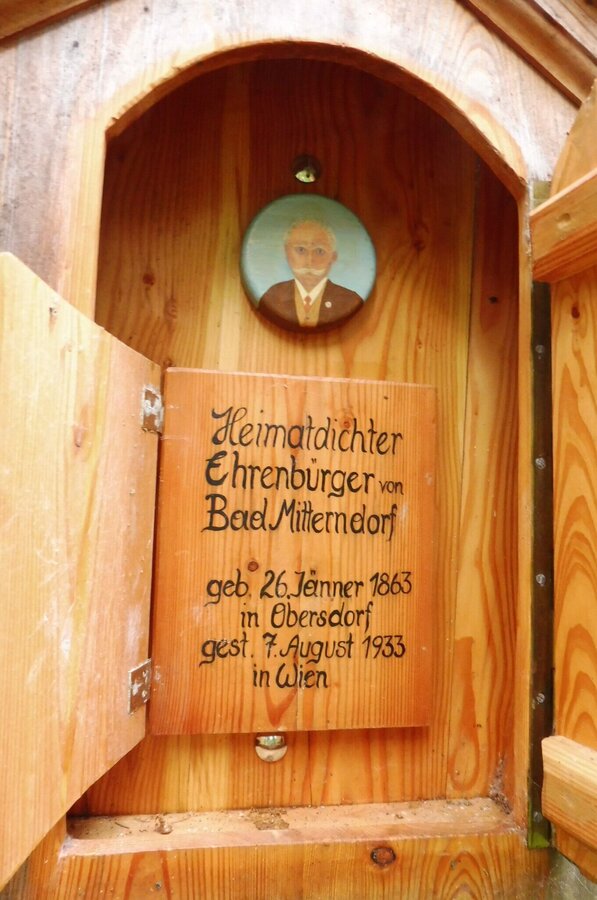 Heimatdichter
Ehrenbürger von
Bad Mitterndorf
geb. 26. Jänner 1863
in Obersdorf
gest. 7. August 1933
in Wien